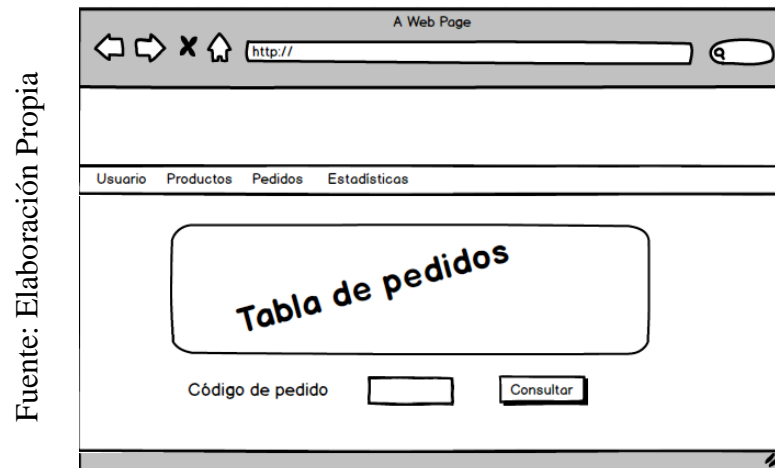 Fuente: Elaboración Propia
A Web Page
http://
Usuario Productos Pedidos Estadísticas
Tabla de pedidos
Código de pedido Consultar